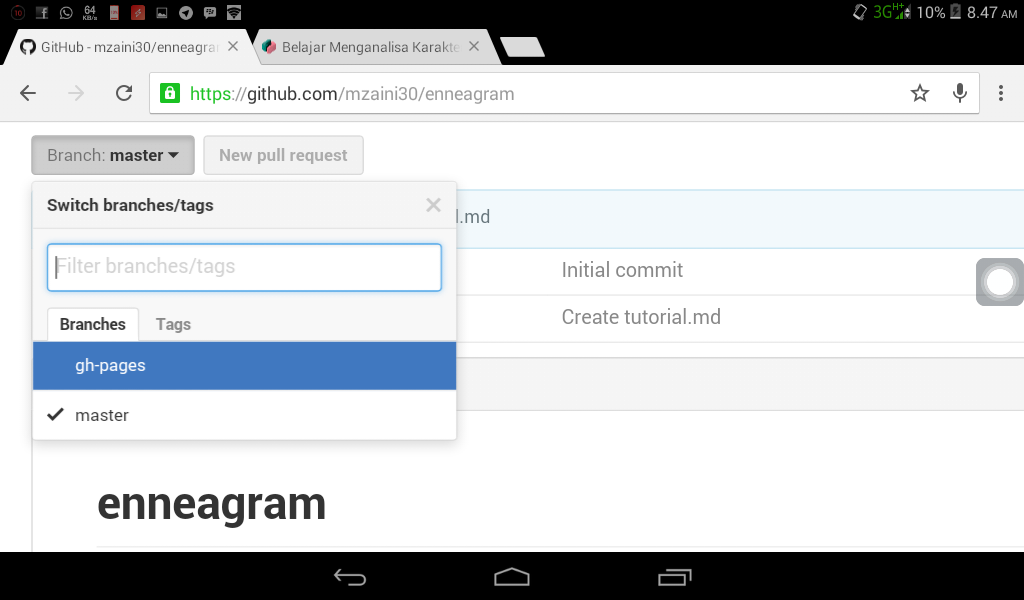 64
KB/s
3G H+ 10% 8.47 AM
GitHub - mzaini30/enneagra
Belajar Menganalisa Karakte
https://github.com/mzaini30/enneagram
Branch: master
New pull request
Switch branches/tags
l.md
Filter branches/tags
Initial commit
Branches
Tags
Create tutorial.md
gh-pages
master
enneagram